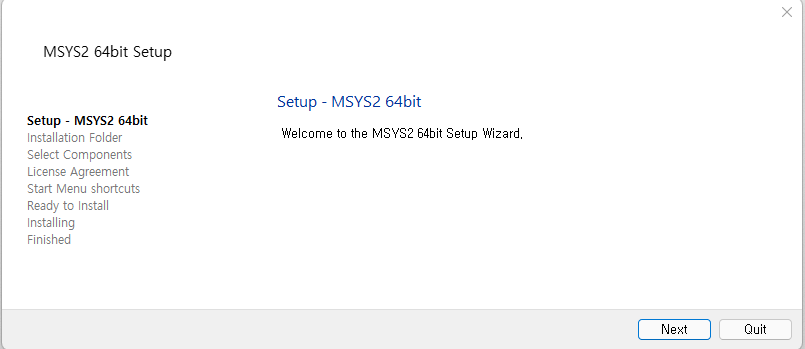 MSYS2 64bit Setup
Setup - MSYS2 64bit
Installation Folder
Select Components
License Agreement
Start Menu shortcuts
Ready to Install
Installing
Finished
Setup - MSYS2 64bit
Welcome to the MSYS2 64bit Setup Wizard.
Next
Quit